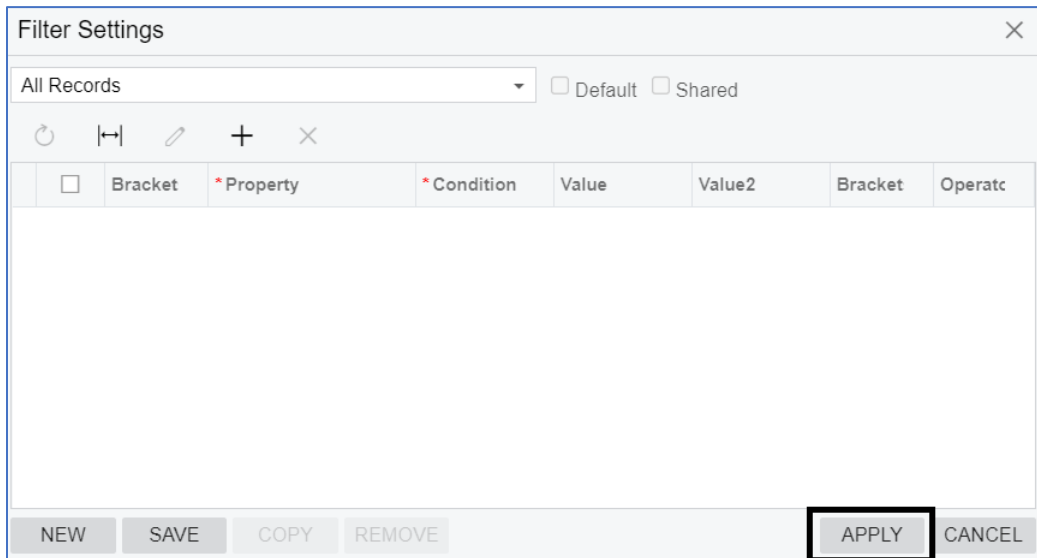 Filter Settings
All Records
Default Shared
Bracket *Property *Condition Value Value2 Bracket Operatc
NEW SAVE COPY REMOVE APPLY CANCEL